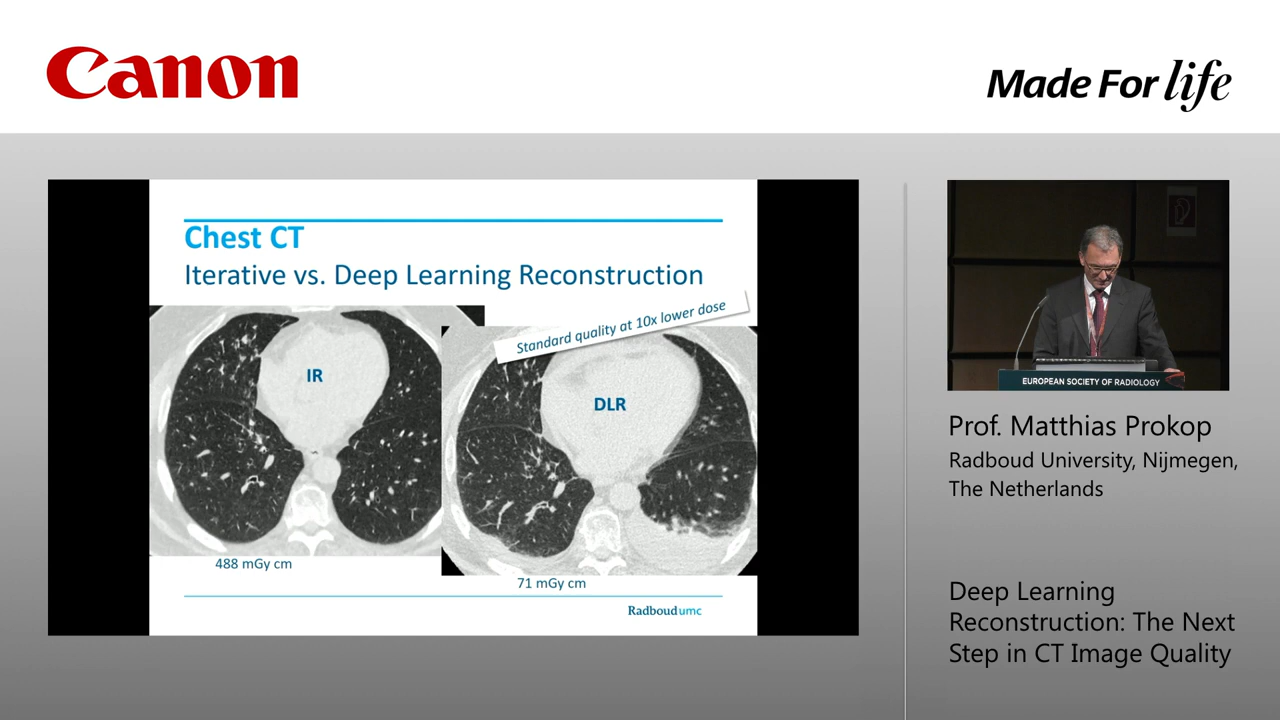 Canon
Made For life
Chest CT
Iterative vs. Deep Learning Reconstruction
Standard quality at 10x lower dose
IR
DLR
488 mGy cm
71 mGy cm
Radboudumc
EUROPEAN SOCIETY OF RADIOLOGY
Prof. Matthias Prokop
Radboud University, Nijmegen,
The Netherlands
Deep Learning
Reconstruction: The Next
Step in CT Image Quality